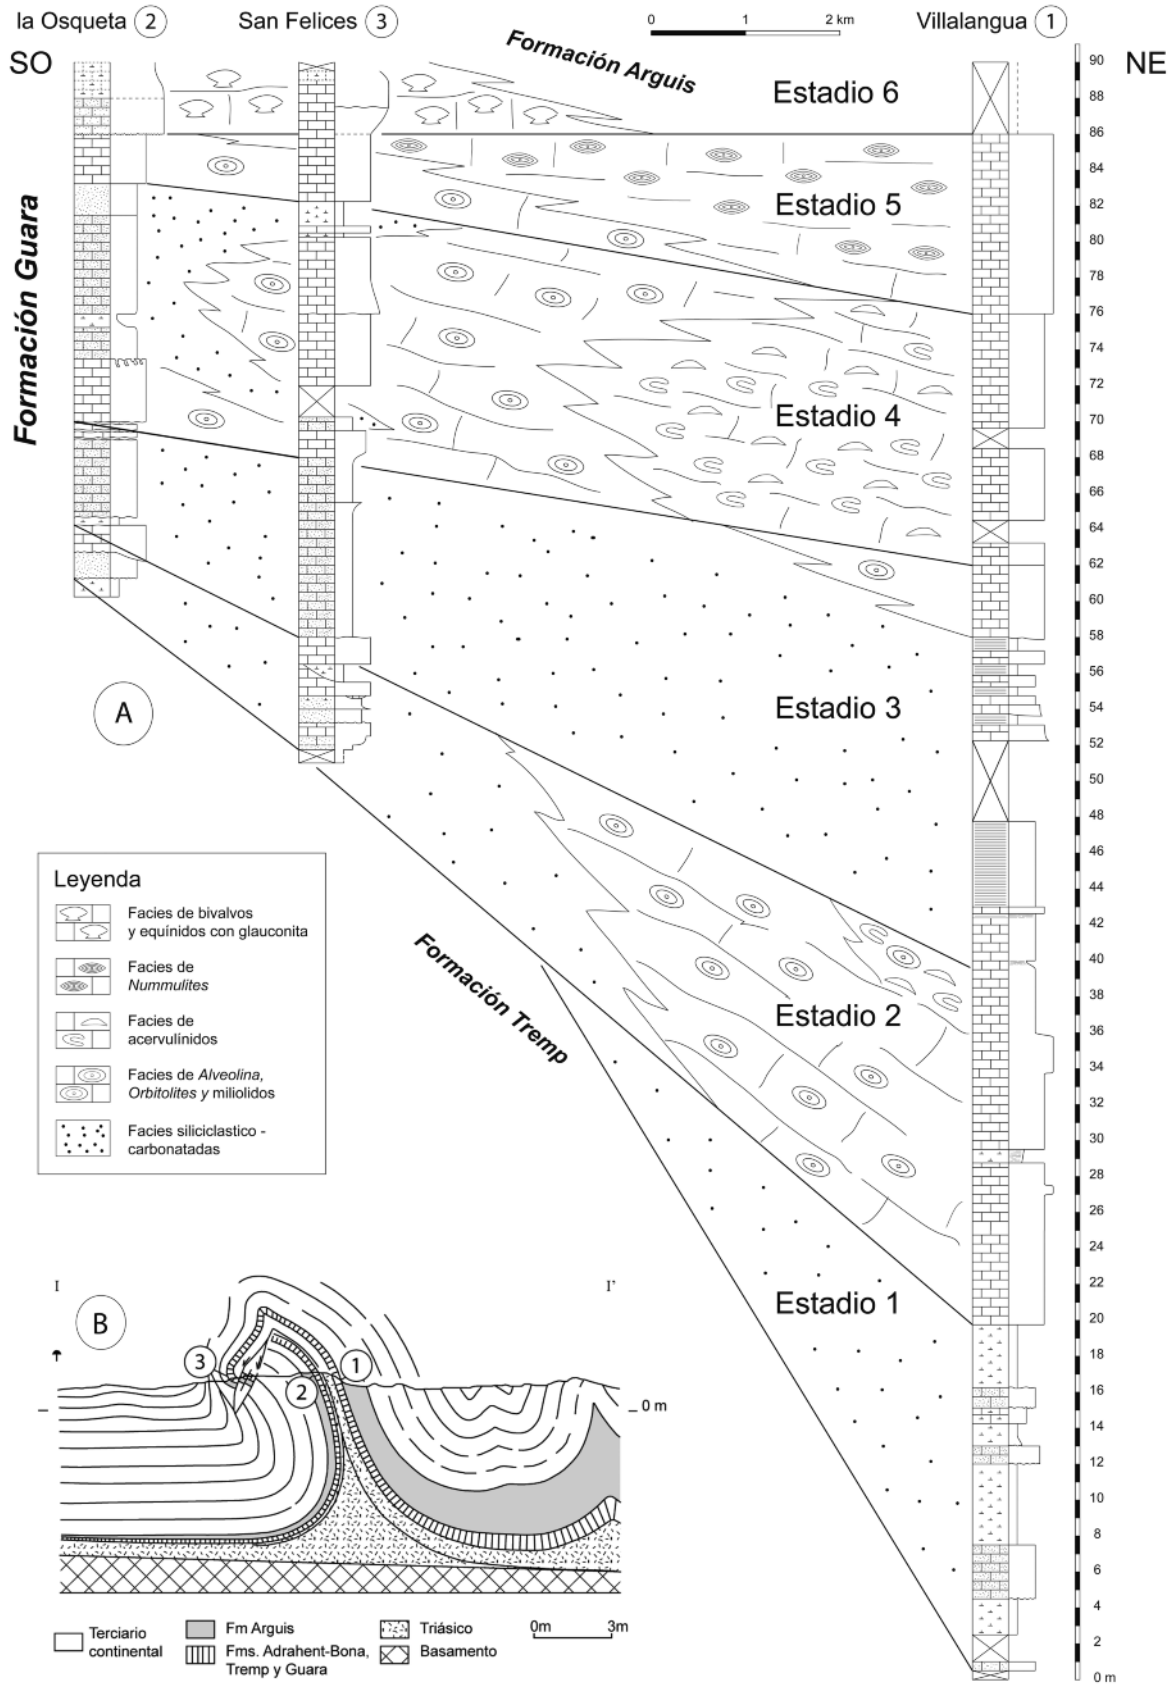 la Osqueta 2
San Felices 3
0 1 2 km
Villalangua 1
SO
NE
Formación Arguis
Estadio 6
Formación Guara
Estadio 5
Estadio 4
Estadio 3
A
Estadio 2
Formación Tremp
Estadio 1
90
88
86
84
82
80
78
76
74
72
70
68
66
64
62
60
58
56
54
52
50
48
46
44
42
40
38
36
34
32
30
28
26
24
22
20
18
16
14
12
10
8
6
4
2
0 m
Leyenda
Facies de bivalvos
y equínidos con glauconita
Facies de
Nummulites
Facies de
acervulínidos
Facies de Alveolina,
Orbitolites y miliolidos
Facies siliciclastico -
carbonatadas
I I'
B
3
1
2
0 m
Terciario
continental
Fm Arguis
Fms. Adrahent-Bona,
Tremp y Guara
Triásico
Basamento
0m 3m